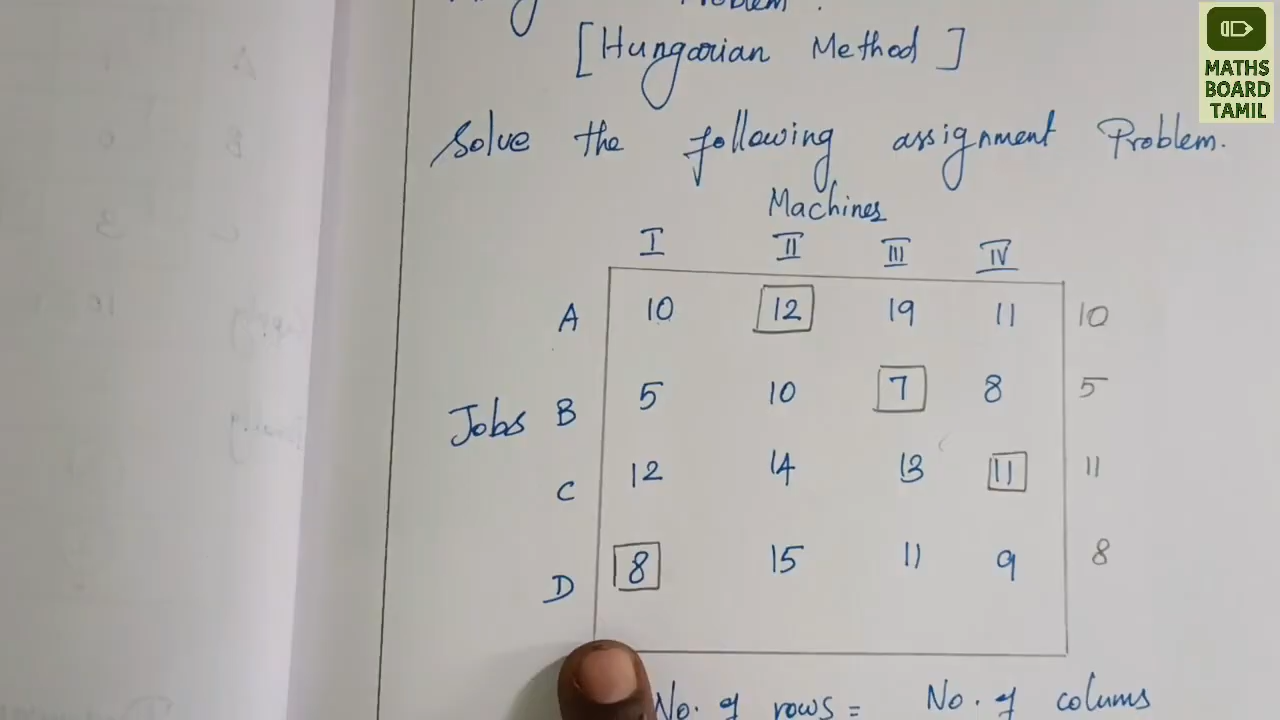 Problem.
[Hungarian Method]
Solve the following assignment Problem.
Machines
I II III IV
A 10 12 19 11 10
B 5 10 7 8 5
Jobs
C 12 14 13 11 11
D 8 15 11 9 8
No. of rows = No. of colums
MATHS
BOARD
TAMIL